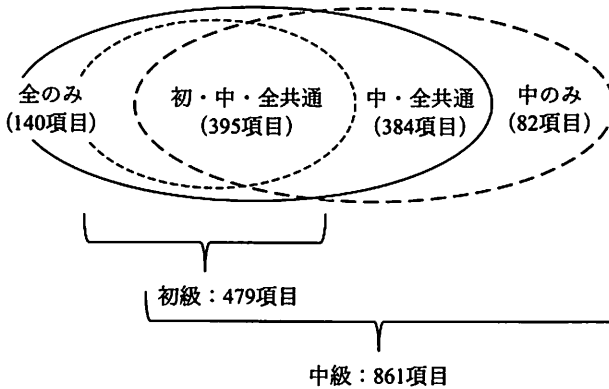 全のみ
(140項目)
初・中・全共通
(395項目)
中・全共通
(384項目)
中のみ
(82項目)
初級：479項目
中級：861項目